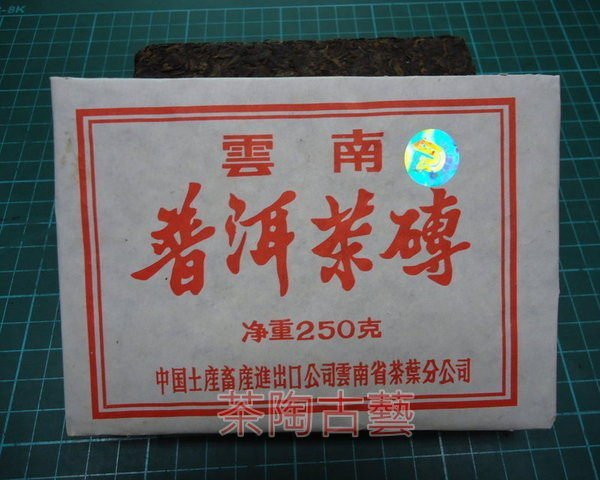 雲南
普洱茶磚
净重250克
中国土産畜産進出口公司雲南省茶葉分公司
茶陶古藝